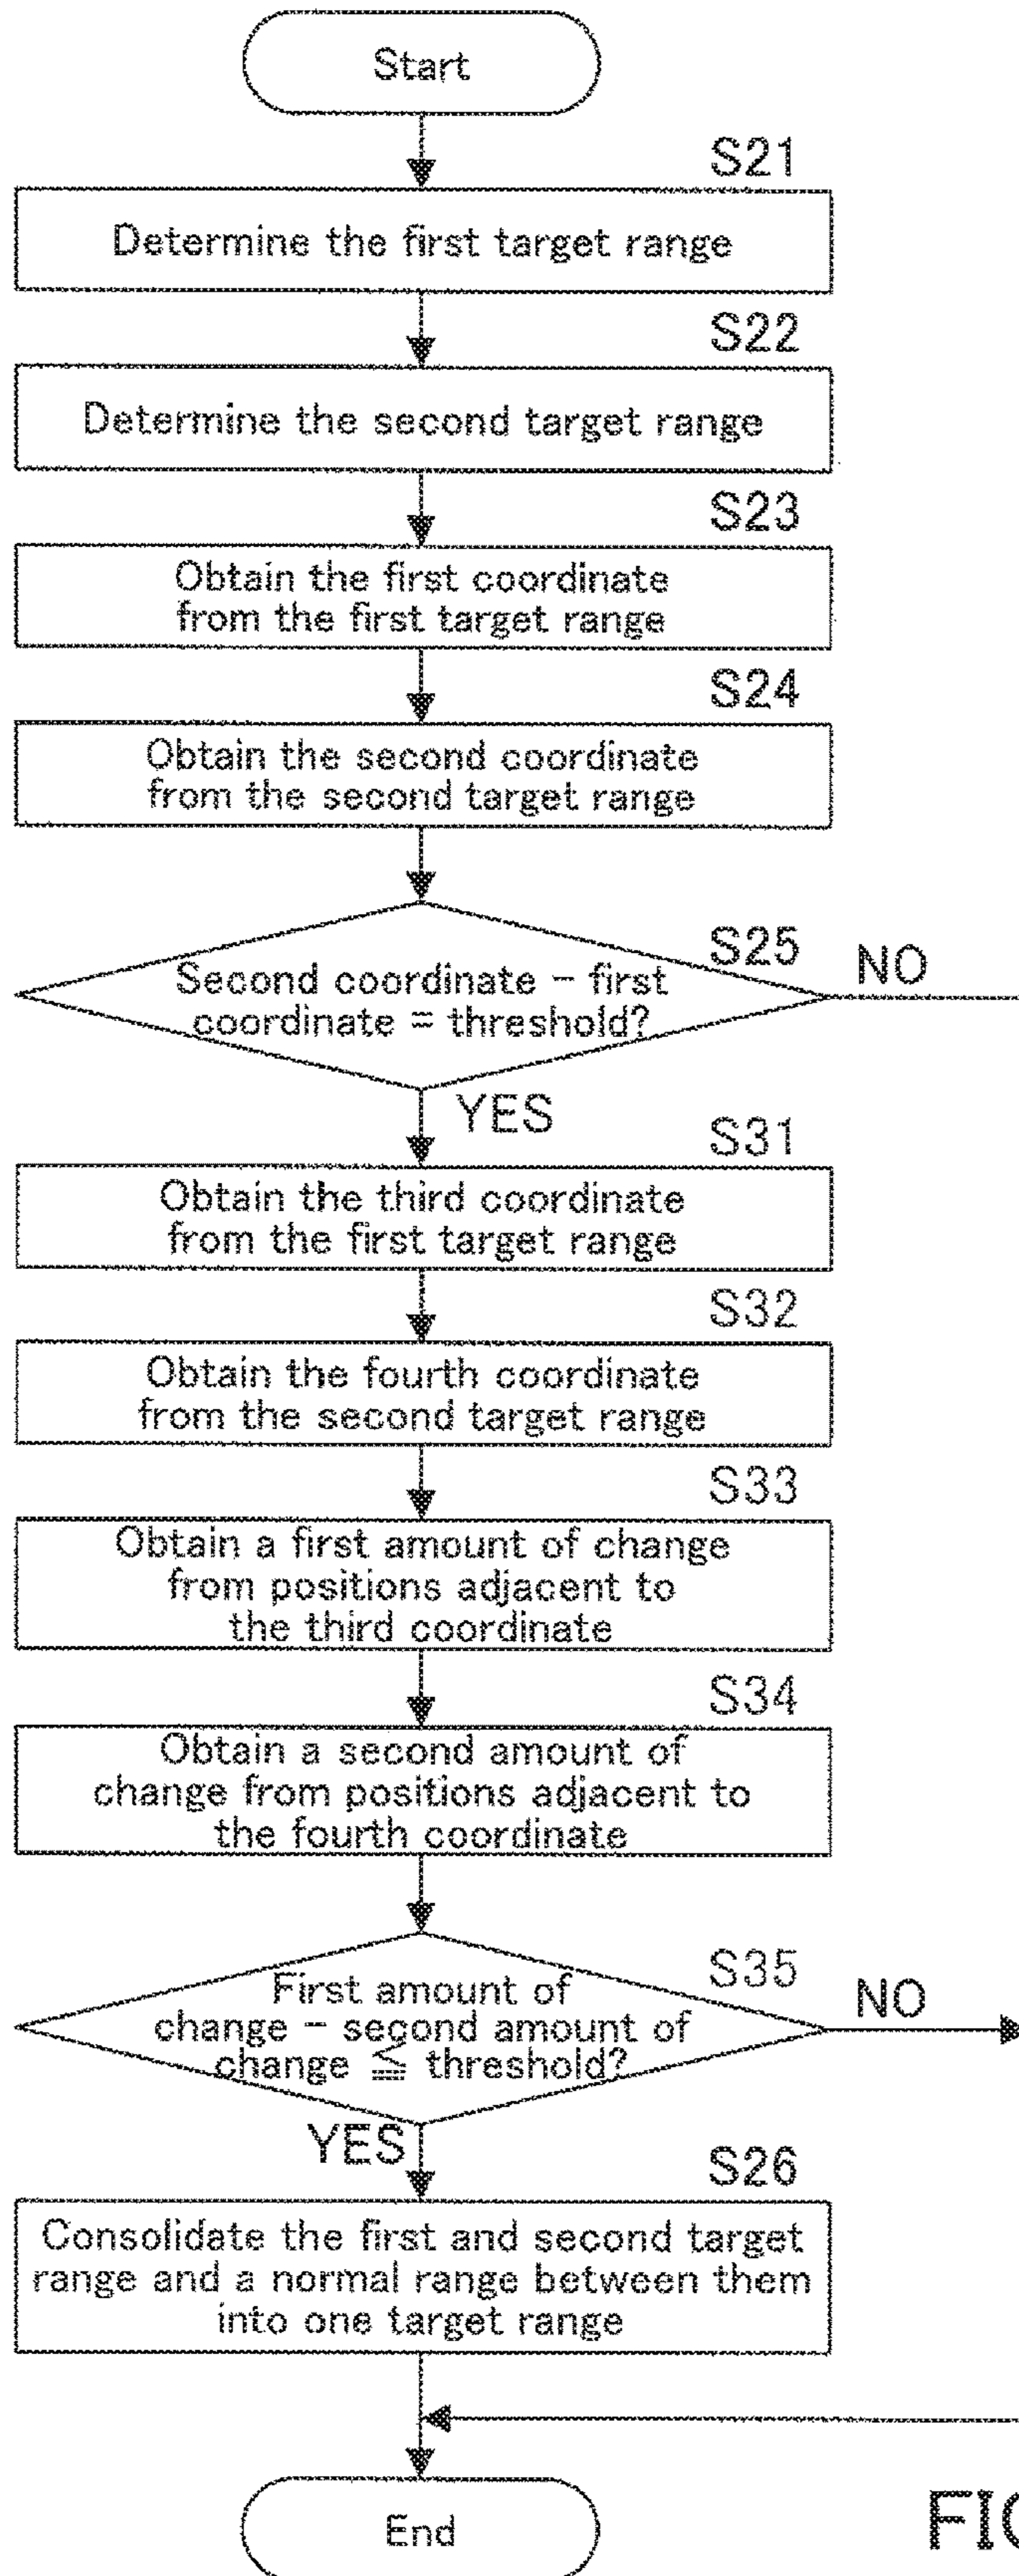 Start
S21
Determine the first target range
S22
Determine the second target range
S23
Obtain the first coordinate
from the first target range
S24
Obtain the second coordinate
from the second target range
S25
NO
Second coordinate - first
coordinate = threshold?
YES
S31
Obtain the third coordinate
from the first target range
S32
Obtain the fourth coordinate
from the second target range
S33
Obtain a first amount of change
from positions adjacent to
the third coordinate
S34
Obtain a second amount of
change from positions adjacent to
the fourth coordinate
S35
NO
First amount of
change - second amount of
change ≦ threshold?
YES
S26
Consolidate the first and second target
range and a normal range between them
into one target range
End